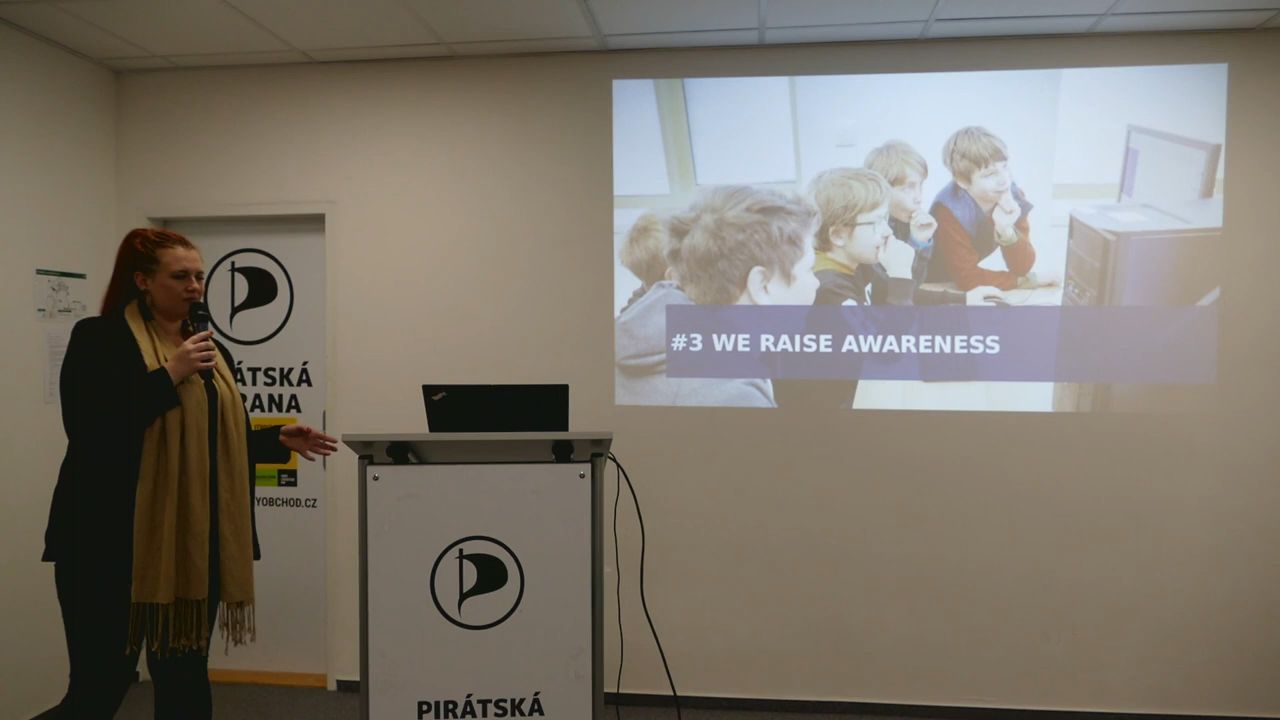 #3 WE RAISE AWARENESS
ÁTSKÁ
RANA
YOBCHOD.CZ
PIRÁTSKÁ